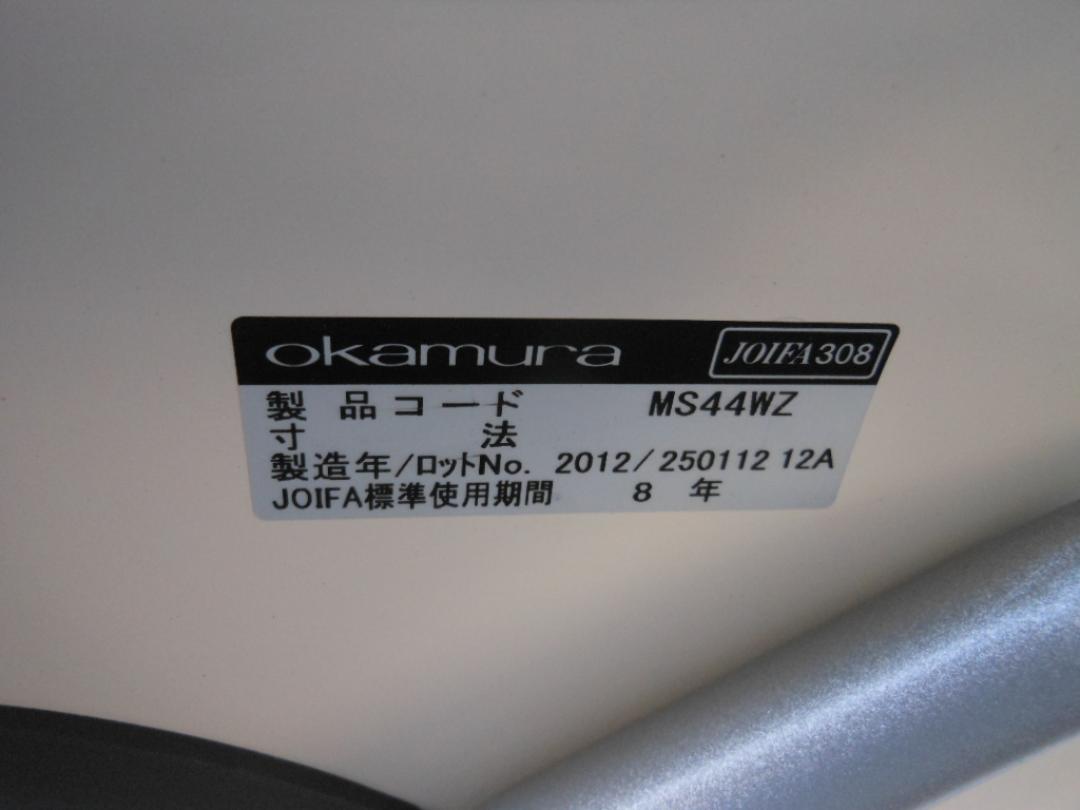 okamura JOIFA308
製品コード MS44WZ
寸法
製造年/ロットNo. 2012/250112 12A
JOIFA標準使用期間 8 年